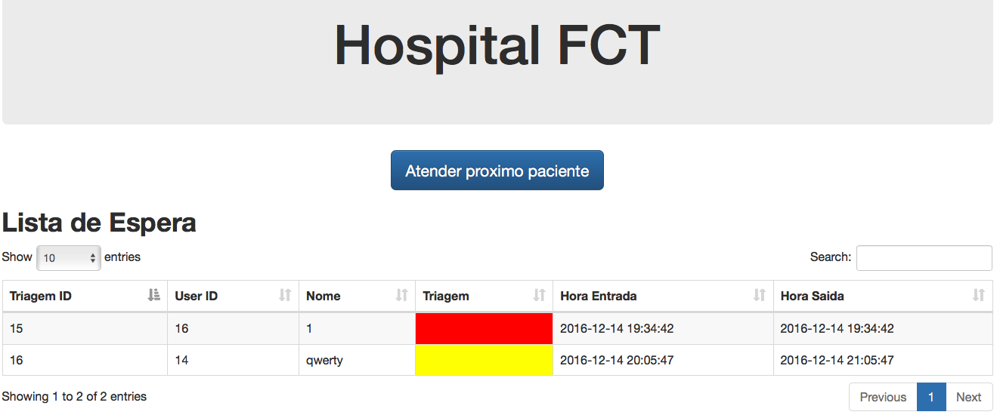 Hospital FCT
Atender proximo paciente
Lista de Espera
Show 10 entries Search:
Triagem ID User ID Nome Triagem Hora Entrada Hora Saida
15 16 1 2016-12-14 19:34:42 2016-12-14 19:34:42
16 14 qwerty 2016-12-14 20:05:47 2016-12-14 21:05:47
Showing 1 to 2 of 2 entries Previous 1 Next